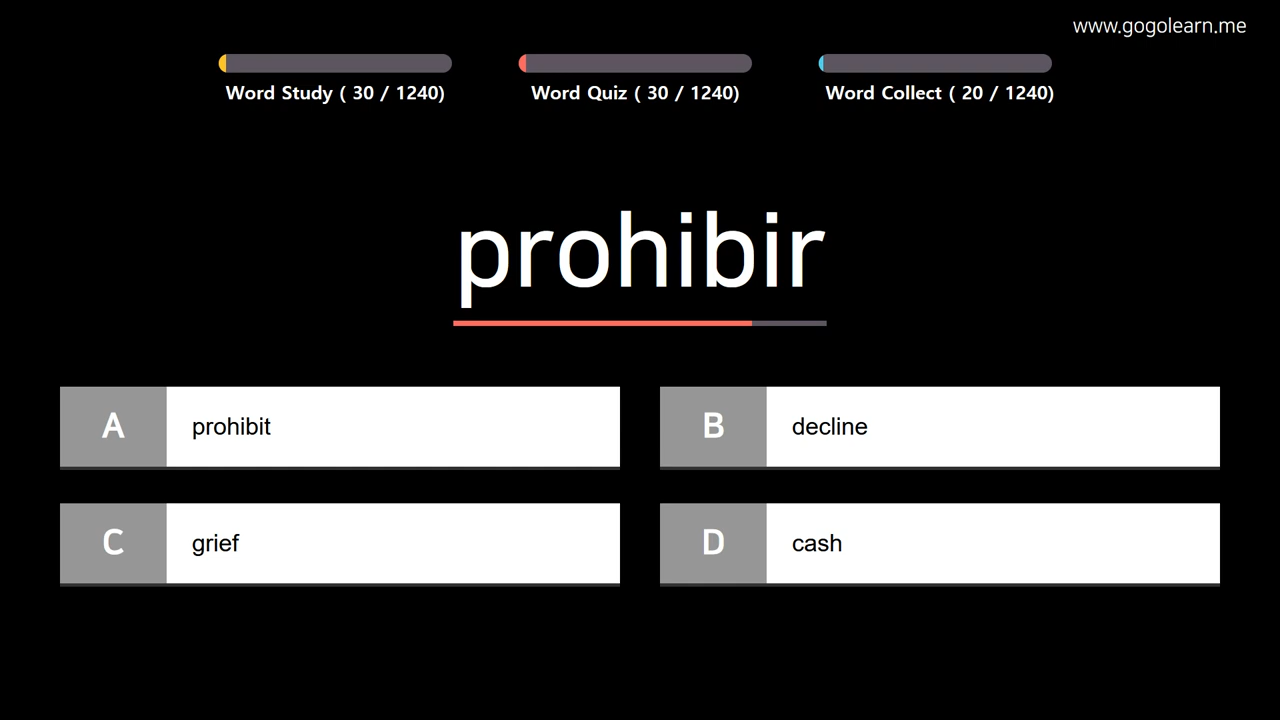 www.gogolearn.me
Word Study ( 30 / 1240)
Word Quiz ( 30 / 1240)
Word Collect ( 20 / 1240)
prohibir
A prohibit
B decline
C grief
D cash